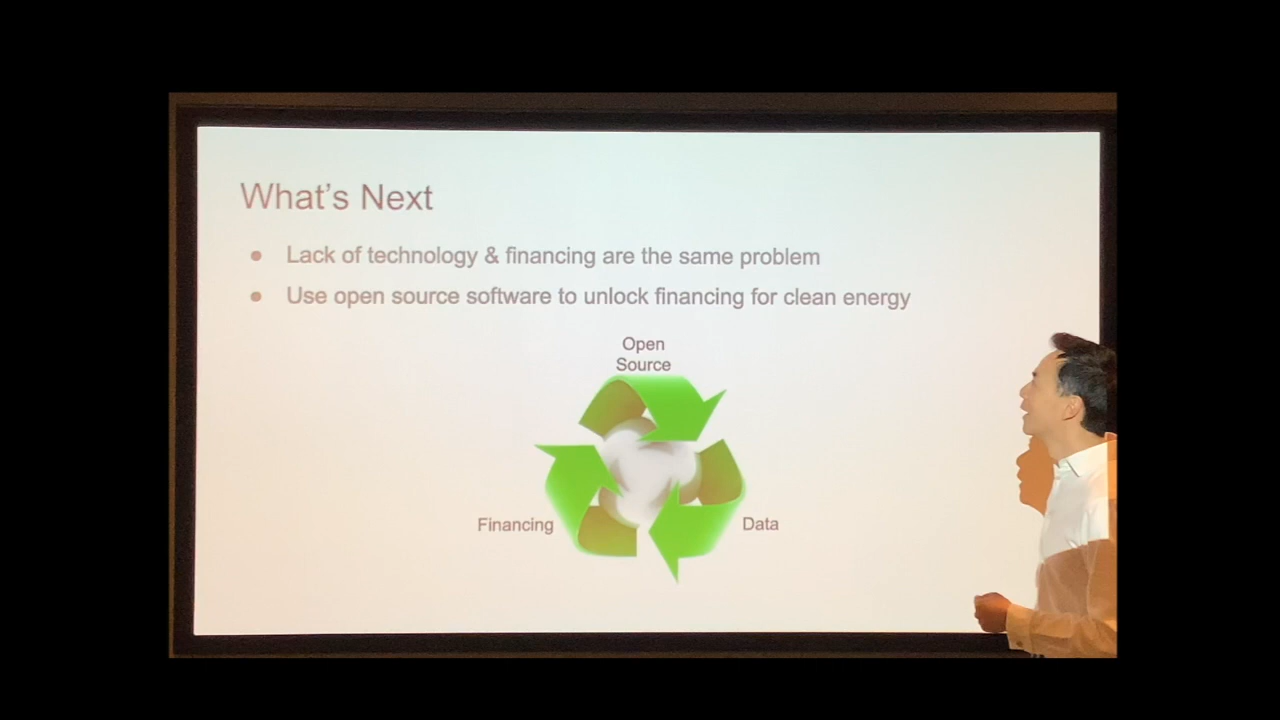 What's Next
● Lack of technology & financing are the same problem
● Use open source software to unlock financing for clean energy
Open
Source
Financing
Data